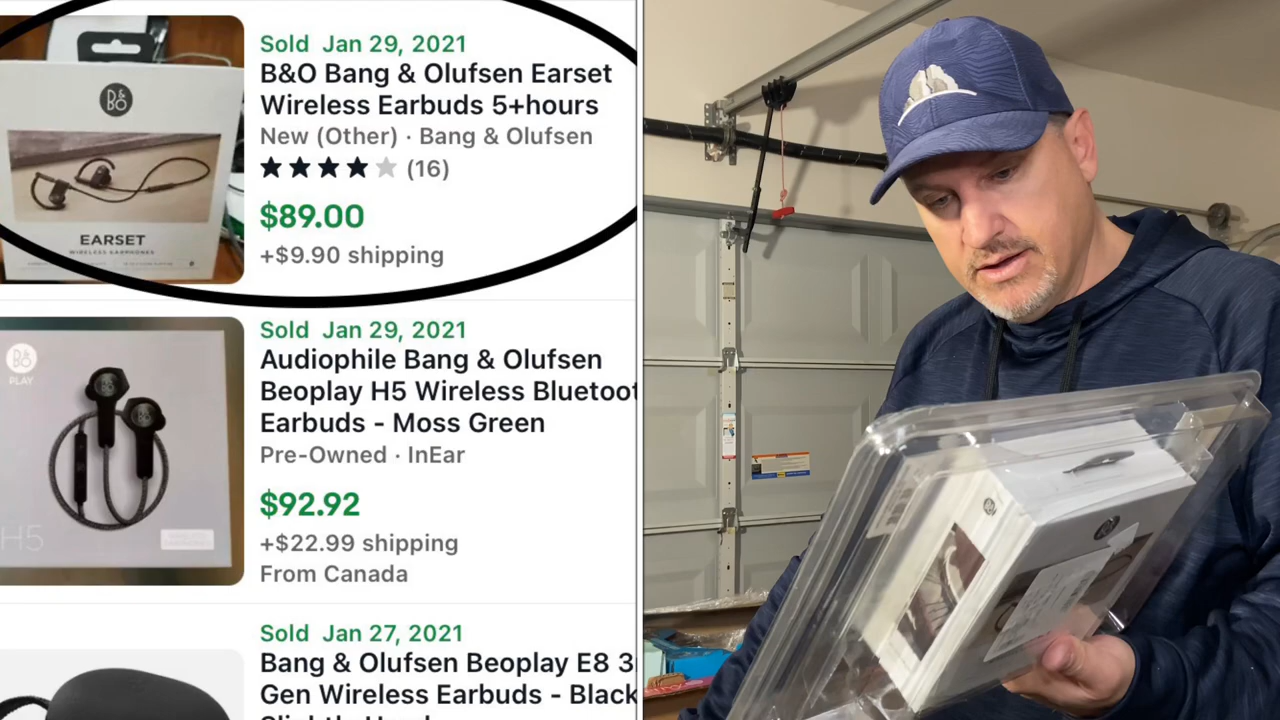 B&O
EARSET
WIRELESS EARPHONES
Sold Jan 29, 2021
B&O Bang & Olufsen Earset
Wireless Earbuds 5+hours
New (Other) · Bang & Olufsen
(16)
$89.00
+$9.90 shipping
B&O
PLAY
H5
Sold Jan 29, 2021
Audiophile Bang & Olufsen
Beoplay H5 Wireless Bluetoot
Earbuds - Moss Green
Pre-Owned · InEar
$92.92
+$22.99 shipping
From Canada
Sold Jan 27, 2021
Bang & Olufsen Beoplay E8 3
Gen Wireless Earbuds - Black